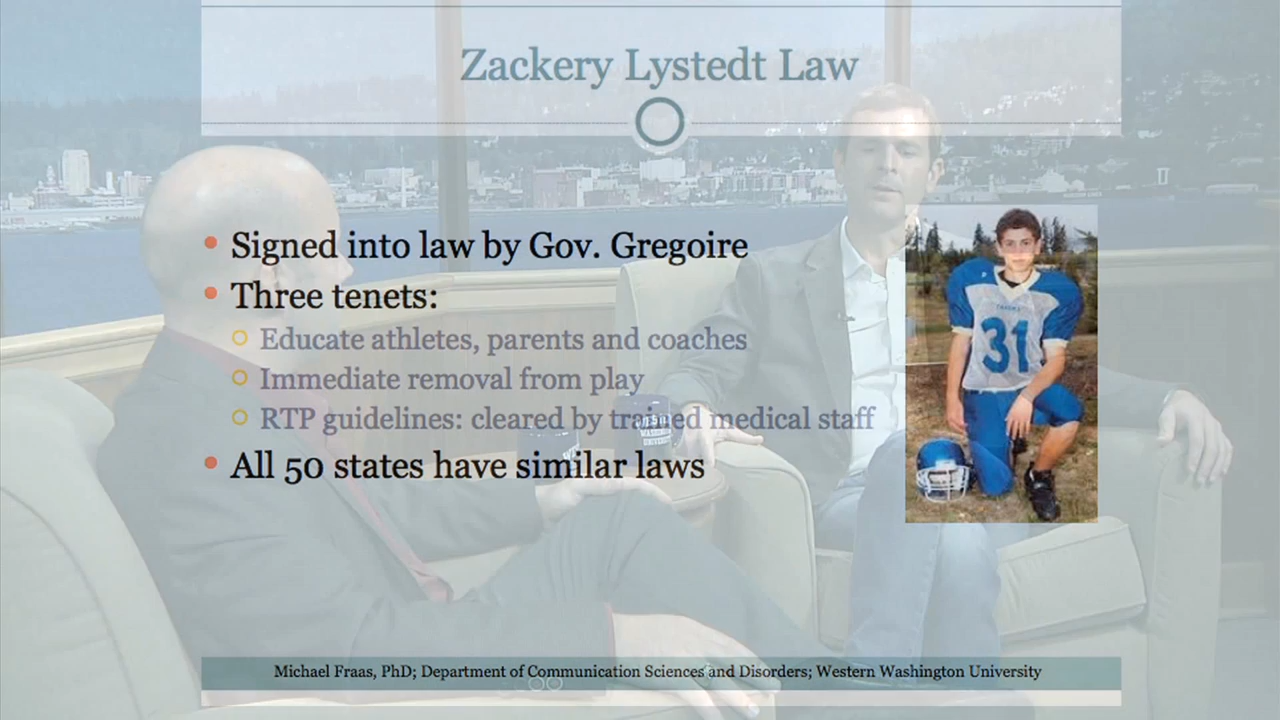 Zackery Lystedt Law
Signed into law by Gov. Gregoire
Three tenets:
Educate athletes, parents and coaches
Immediate removal from play
RTP guidelines: cleared by trained medical staff
All 50 states have similar laws
31
Michael Fraas, PhD; Department of Communication Sciences and Disorders; Western Washington University